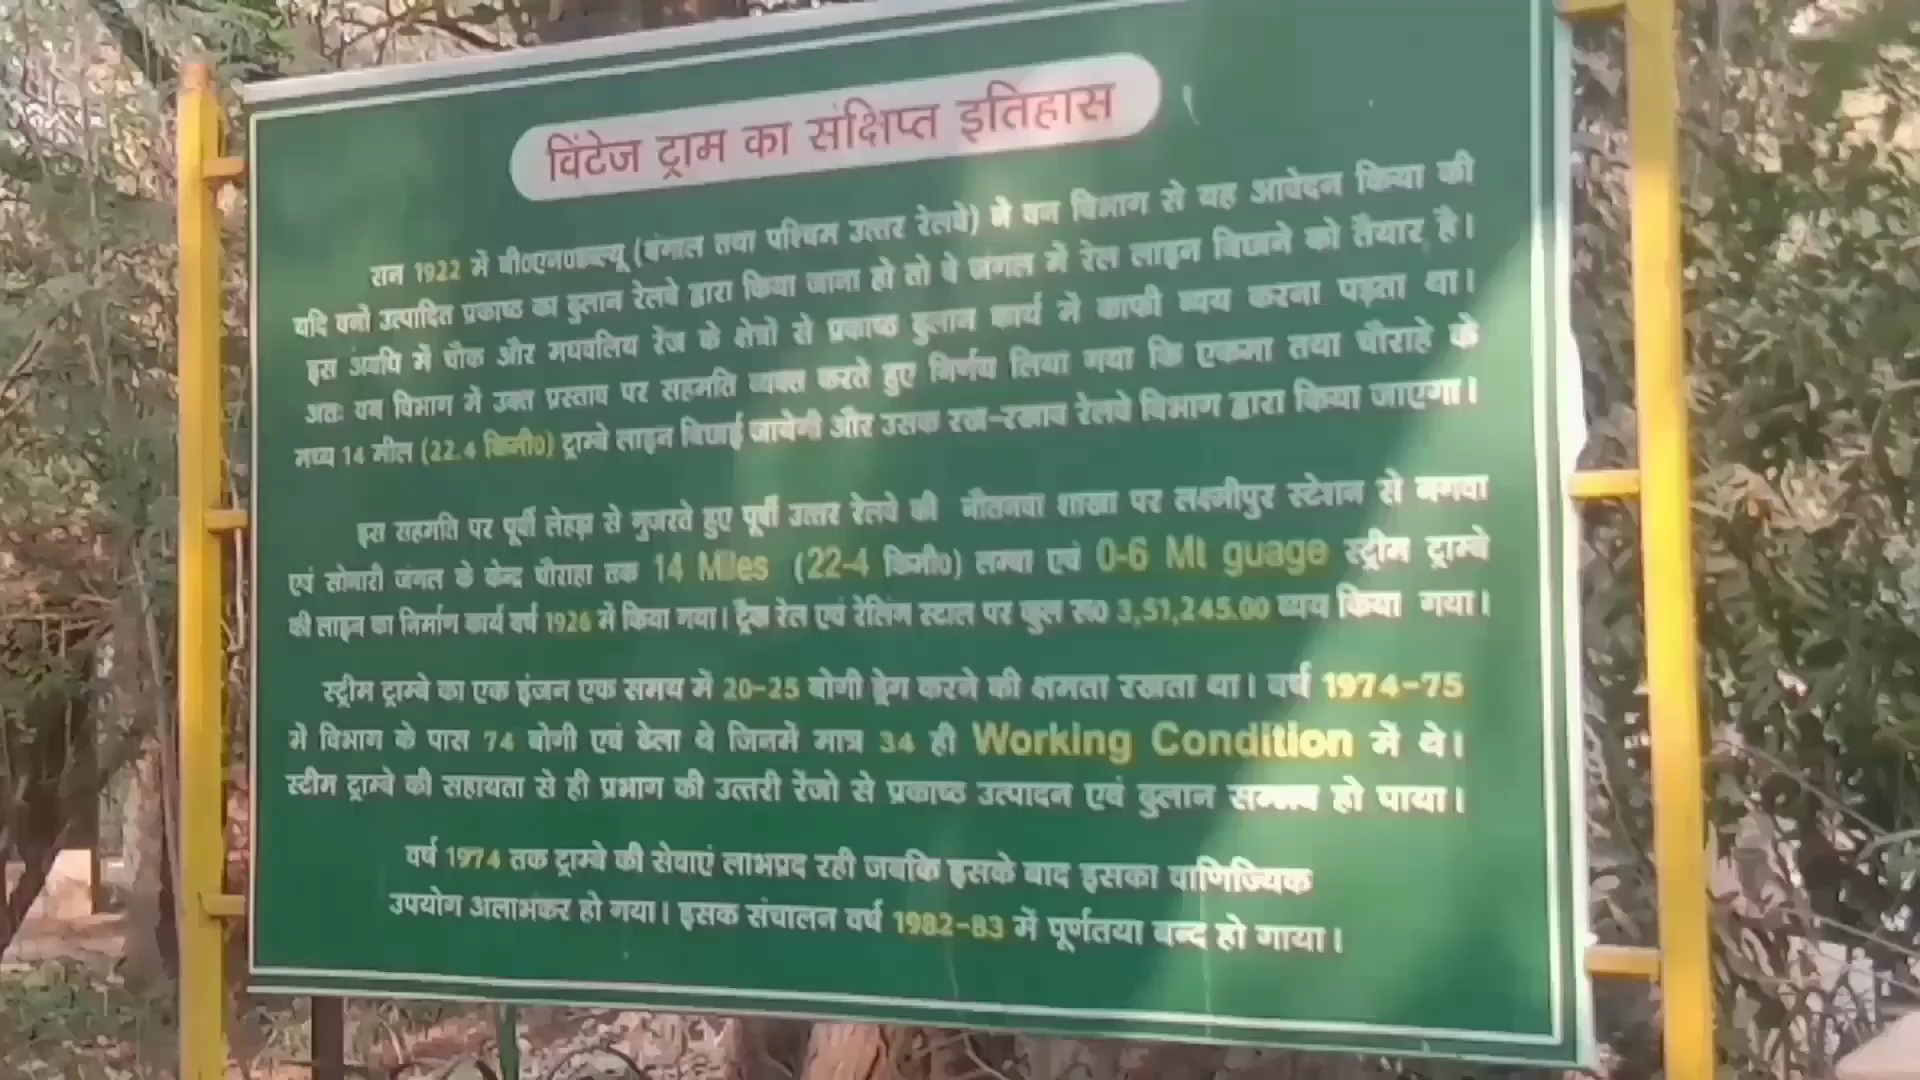 विंटेज ट्राम का संक्षिप्त इतिहास
सन 1922 में बी०एन०डब्ल्यू (बंगाल तथा पश्चिम उत्तर रेलवे) ने वन विभाग से यह आवेदन किया की
यदि वनो उत्पादित प्रकाष्ठ का ढुलान रेलवे द्वारा किया जाना हो तो वे जंगल में रेल लाइन बिछाने को तैयार है।
इस अवधि में चौक और मधवलिय रेंज के क्षेत्रो से प्रकाष्ठ ढुलान कार्य में काफी व्यय करना पड़ता था।
अतः वन विभाग में उक्त प्रस्ताव पर सहमति व्यक्त करते हुए निर्णय लिया गया कि एकमा तथा चौराहे के
मध्य 14 मील (22.4 किमी०) ट्राम्बे लाइन बिछाई जायेगी और उसक रख-रखाव रेलवे विभाग द्वारा किया जाएगा।
इस सहमति पर पूर्वी लेहड़ा से गुजरते हुए पूर्वी उत्तर रेलवे की नौतनवा शाखा पर लक्ष्मीपुर स्टेशन से
एवं सोनारी जंगल के केन्द्र चौराहा तक 14 Miles (22-4 किमी०) लम्बा एवं 0-6 Mt guage स्ट्रीम ट्राम्बे
की लाइन का निर्माण कार्य वर्ष 1926 में किया गया। ट्रैक रेल एवं रेलिंग स्टाल पर कुल रू० 3,51,245.00 व्यय किया गया।
स्ट्रीम ट्राम्बे का एक इंजन एक समय में 20-25 बोगी ड्रेग करने की क्षमता रखता था। वर्ष 1974-75
मे विभाग के पास 74 बोगी एवं ठेला थे जिनमें मात्र 34 ही Working Condition में थे।
स्टीम ट्राम्बे की सहायता से ही प्रभाग की उत्तरी रेंजो से प्रकाष्ठ उत्पादन एवं ढुलान सम्भव हो पाया।
वर्ष 1974 तक ट्राम्बे की सेवाएं लाभप्रद रही जबकि इसके बाद इसका वाणिज्यिक
उपयोग अलाभंकर हो गया। इसक संचालन वर्ष 1982-83 में पूर्णतया बन्द हो गाया।